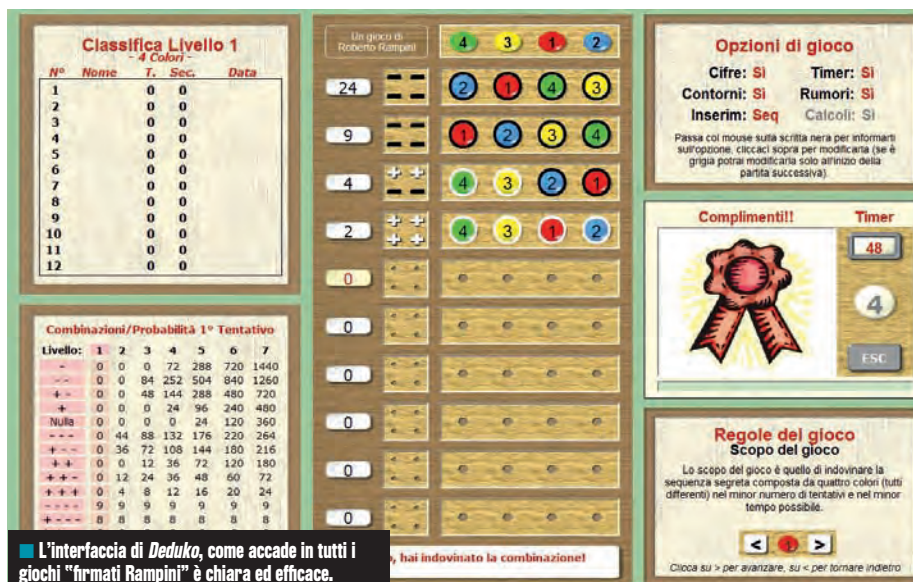 Classifica Livello 1
- 4 Colori -
N° Nome T. Sec. Data
1 0 0
2 0 0
3 0 0
4 0 0
5 0 0
6 0 0
7 0 0
8 0 0
9 0 0
10 0 0
11 0 0
12 0 0
Combinazioni/Probabilità 1° Tentativo
Livello: 1 2 3 4 5 6 7
- 0 0 0 72 288 720 1440
- - 0 0 84 252 504 840 1260
+ - 0 0 48 144 288 480 720
+ 0 0 0 24 96 240 480
Nulla 0 0 0 0 24 120 360
- - - 0 44 88 132 176 220 264
+ - - 0 36 72 108 144 180 216
+ + 0 0 12 36 72 120 180
+ + - 0 12 24 36 48 60 72
+ + + 0 4 8 12 16 20 24
- - - - 9 9 9 9 9 9 9
+ - - - 8 8 8 8 8 8 8
L'interfaccia di Deduko, come accade in tutti i
giochi "firmati Rampini" è chiara ed efficace.
Un gioco di
Roberto Rampini
4 3 1 2
24 - - - - 2 1 4 3
9 - - - - 1 2 3 4
4 + + - - 4 3 2 1
2 + + + + 4 3 1 2
0
0
0
0
0
0
, hai indovinato la combinazione!
Opzioni di gioco
Cifre: Sì Timer: Sì
Contorni: Sì Rumori: Sì
Inserim: Seq Calcoli: Sì
Passa col mouse sulla scritta nera per informarti
sull'opzione, cliccaci sopra per modificarla (se è
grigia potrai modificarla solo all'inizio della
partita successiva)
Complimenti!! Timer
48
4
ESC
Regole del gioco
Scopo del gioco
Lo scopo del gioco è quello di indovinare la
sequenza segreta composta da quattro colori (tutti
differenti) nel minor numero di tentativi e nel minor
tempo possibile.
< 1 >
Clicca su > per avanzare, su < per tornare indietro